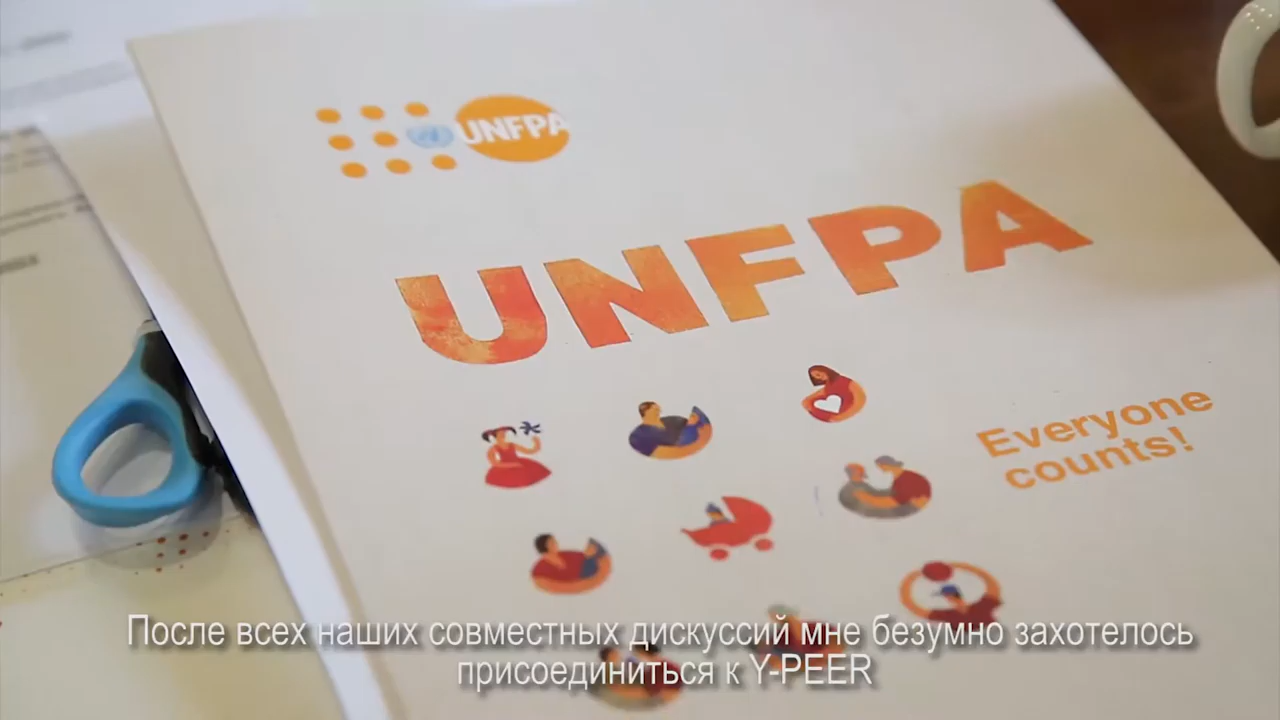 UNFPA
UNFPA
Everyone
counts!
После всех наших совместных дискуссий мне безумно захотелось
присоединиться к Y-PEER